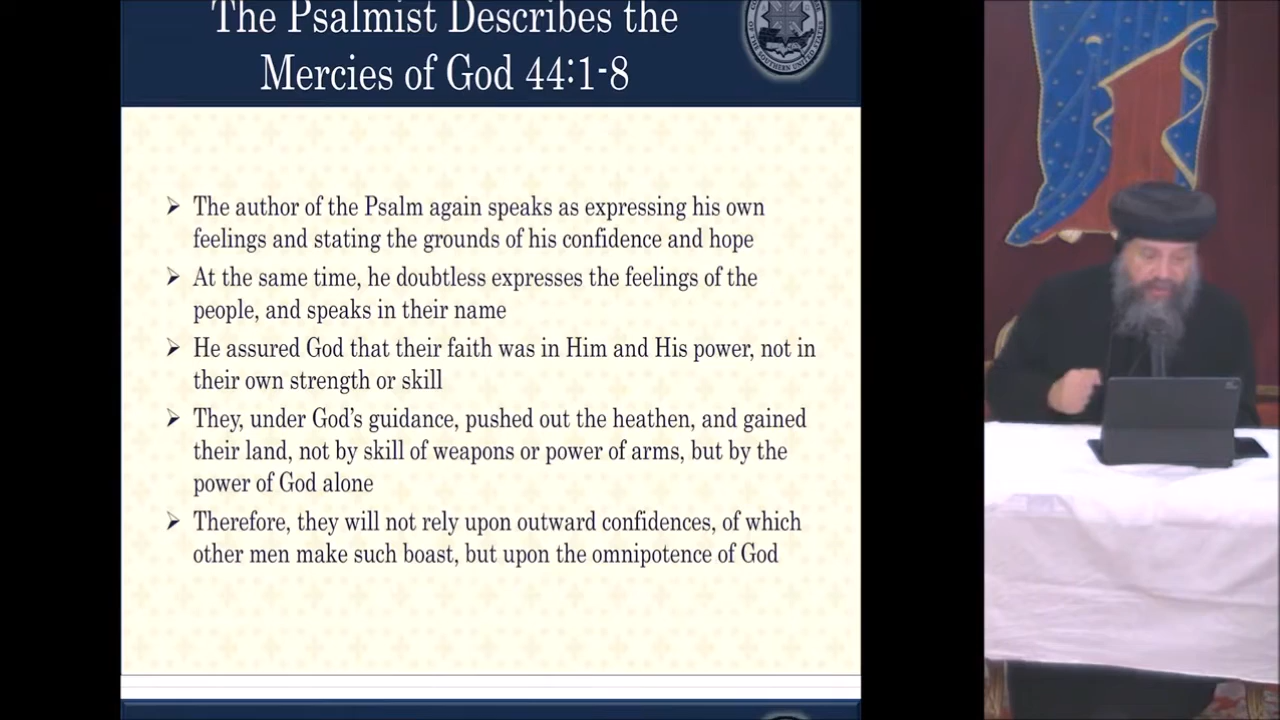 The Psalmist Describes the
Mercies of God 44:1-8
OF THE SOUTHERN UNITED STATES
➢ The author of the Psalm again speaks as expressing his own
feelings and stating the grounds of his confidence and hope
➢ At the same time, he doubtless expresses the feelings of the
people, and speaks in their name
➢ He assured God that their faith was in Him and His power, not in
their own strength or skill
➢ They, under God’s guidance, pushed out the heathen, and gained
their land, not by skill of weapons or power of arms, but by the
power of God alone
➢ Therefore, they will not rely upon outward confidences, of which
other men make such boast, but upon the omnipotence of God